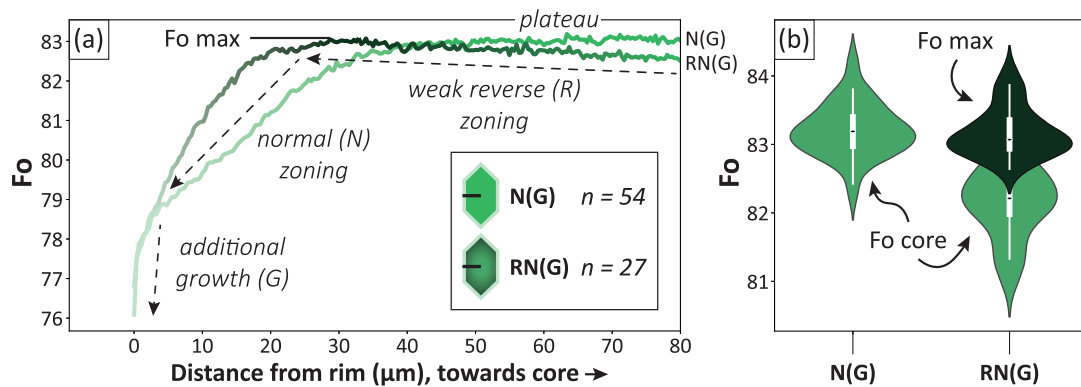 (a)
plateau
Fo max
N(G)
RN(G)
weak reverse (R)
zoning
normal (N)
zoning
additional
growth (G)
N(G) n = 54
RN(G) n = 27
Fo
83
82
81
80
79
78
77
76
0 10 20 30 40 50 60 70 80
Distance from rim (μm), towards core →
(b)
Fo max
Fo core
Fo
84
83
82
81
N(G) RN(G)